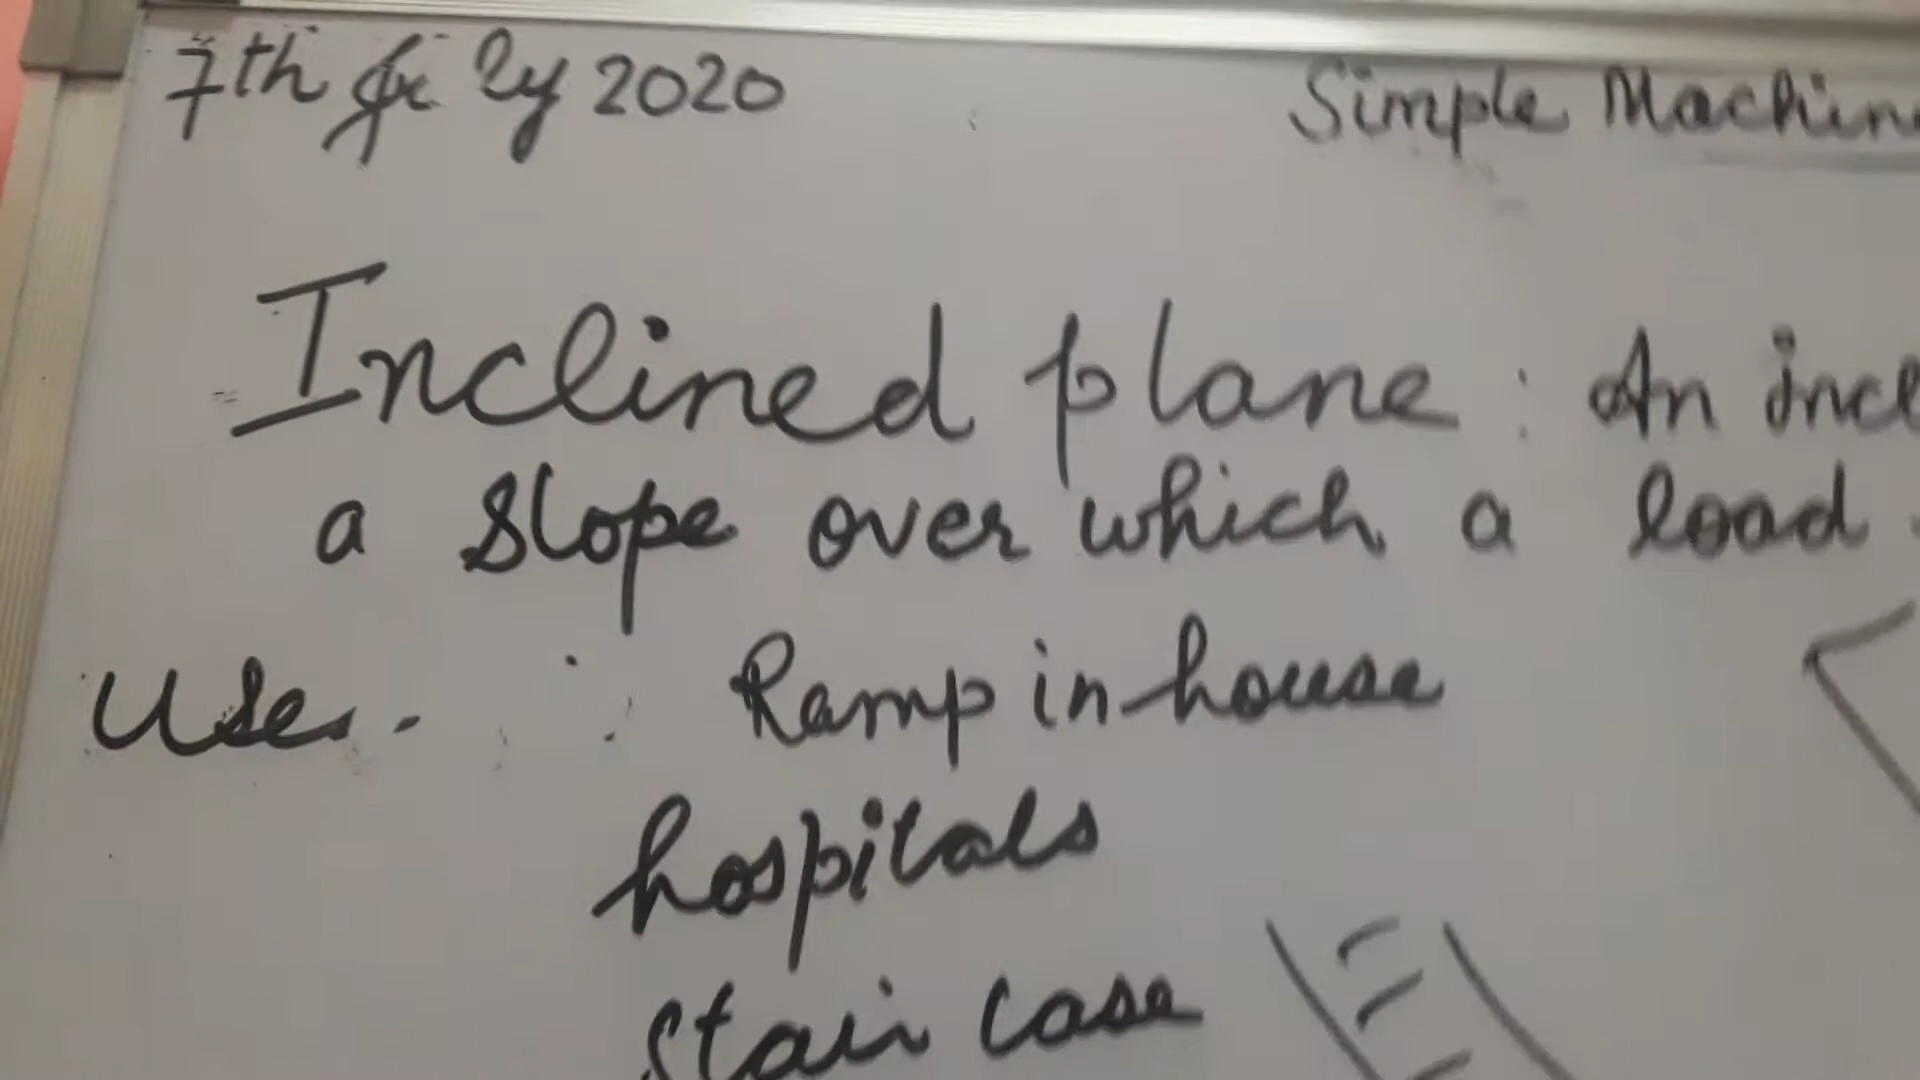 7th July 2020
Simple Machine
Inclined plane : An incl
a slope over which a load
Uses. : Ramp in house
hospitals
stair case